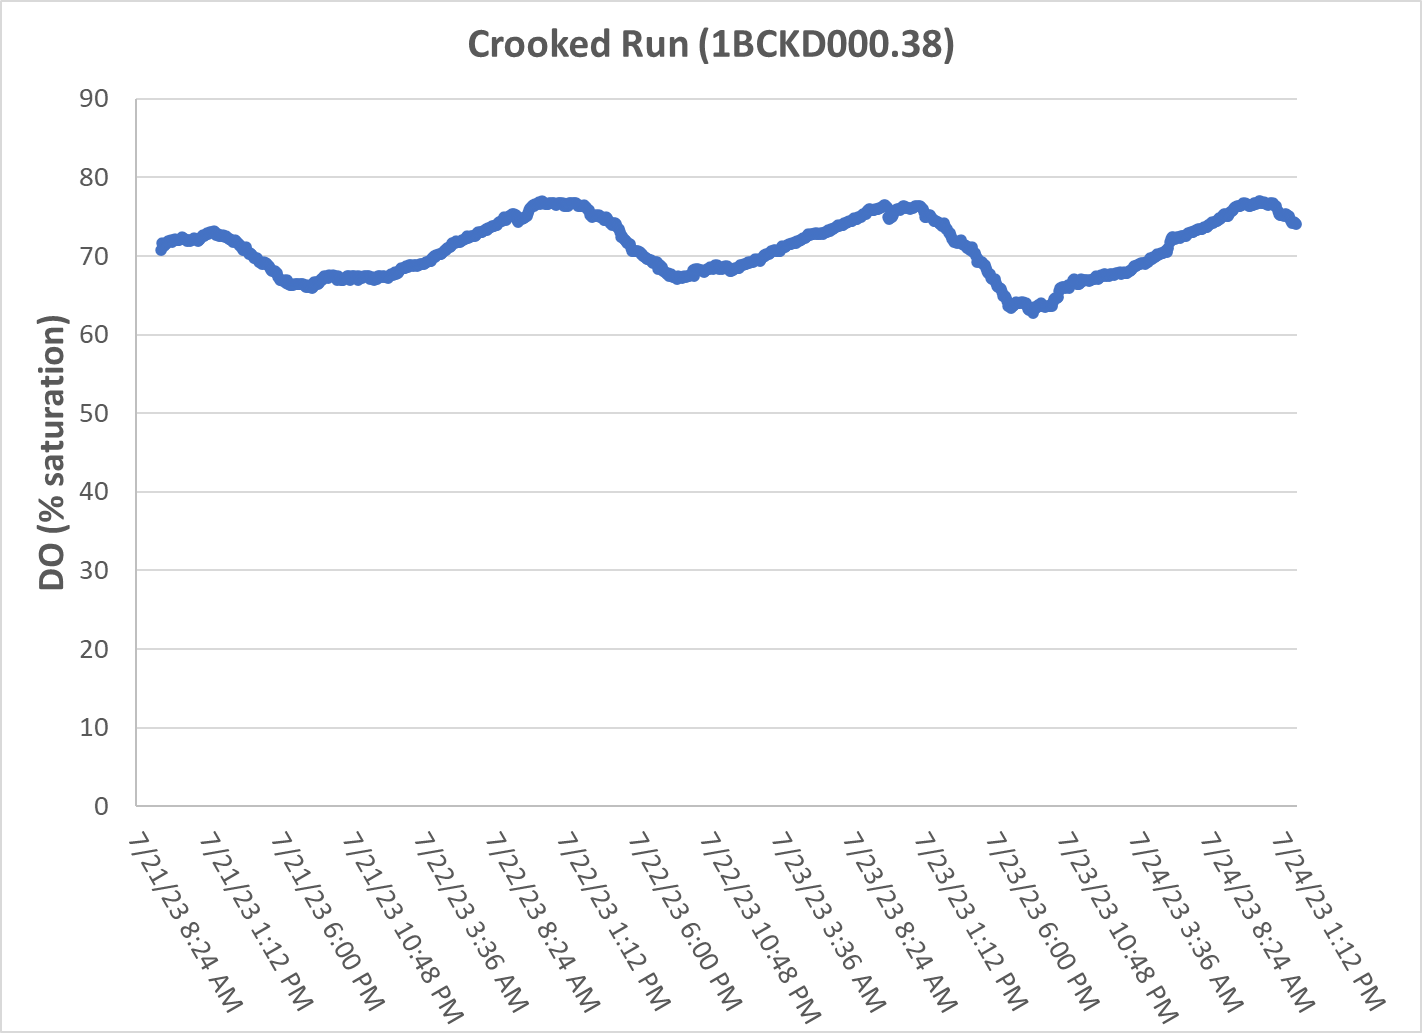 Crooked Run (1BCKD000.38)
90
80
70
60
50
40
30
20
10
0
DO (% saturation)
7/21/23 8:24 AM
7/21/23 1:12 PM
7/21/23 6:00 PM
7/21/23 10:48 PM
7/22/23 3:36 AM
7/22/23 8:24 AM
7/22/23 1:12 PM
7/22/23 6:00 PM
7/22/23 10:48 PM
7/23/23 3:36 AM
7/23/23 8:24 AM
7/23/23 1:12 PM
7/23/23 6:00 PM
7/23/23 10:48 PM
7/24/23 3:36 AM
7/24/23 8:24 AM
7/24/23 1:12 PM